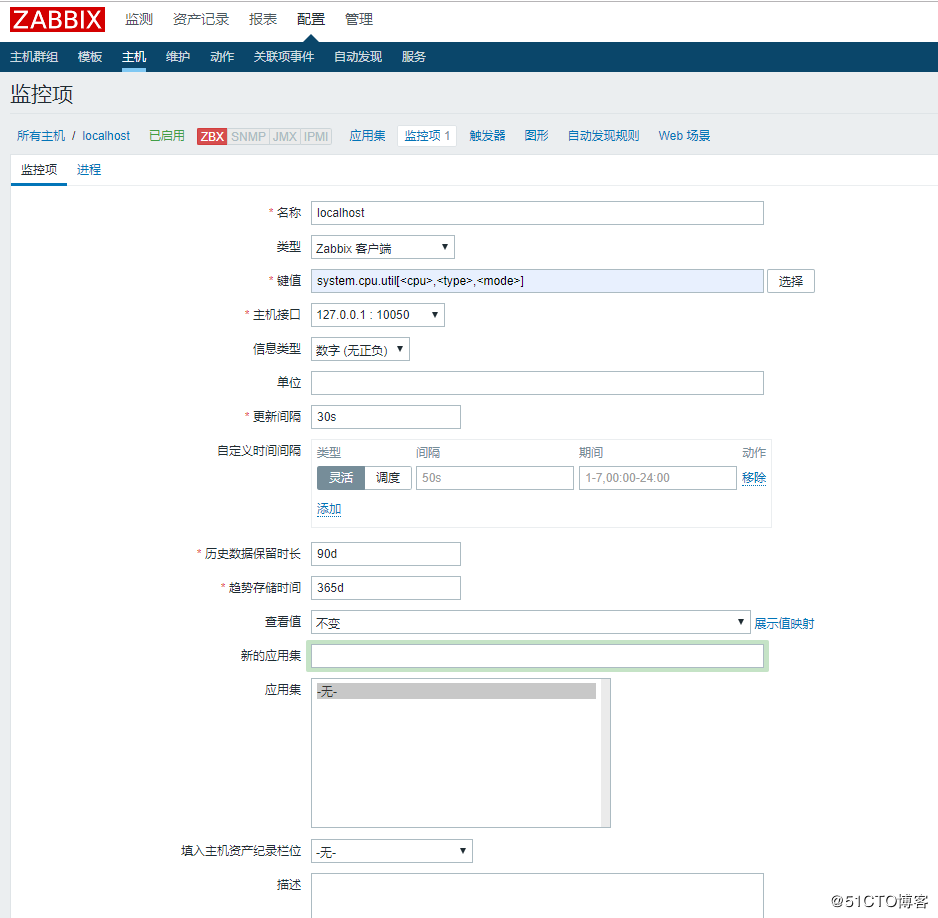 ZABBIX 监测 资产记录 报表 配置 管理
主机群组 模板 主机 维护 动作 关联项事件 自动发现 服务
监控项
所有主机 / localhost 已启用 ZBX SNMP JMX IPMI 应用集 监控项 1 触发器 图形 自动发现规则 Web 场景
监控项 进程
* 名称 localhost
类型 Zabbix 客户端
* 键值 system.cpu.util[<cpu>,<type>,<mode>] 选择
* 主机接口 127.0.0.1 : 10050
信息类型 数字 (无正负)
单位
* 更新间隔 30s
自定义时间间隔 类型 间隔 期间 动作
灵活 调度 50s 1-7,00:00-24:00 移除
添加
* 历史数据保留时长 90d
* 趋势存储时间 365d
查看值 不变 展示值映射
新的应用集
应用集 -无-
填入主机资产纪录栏位 -无-
描述
@51CTO博客